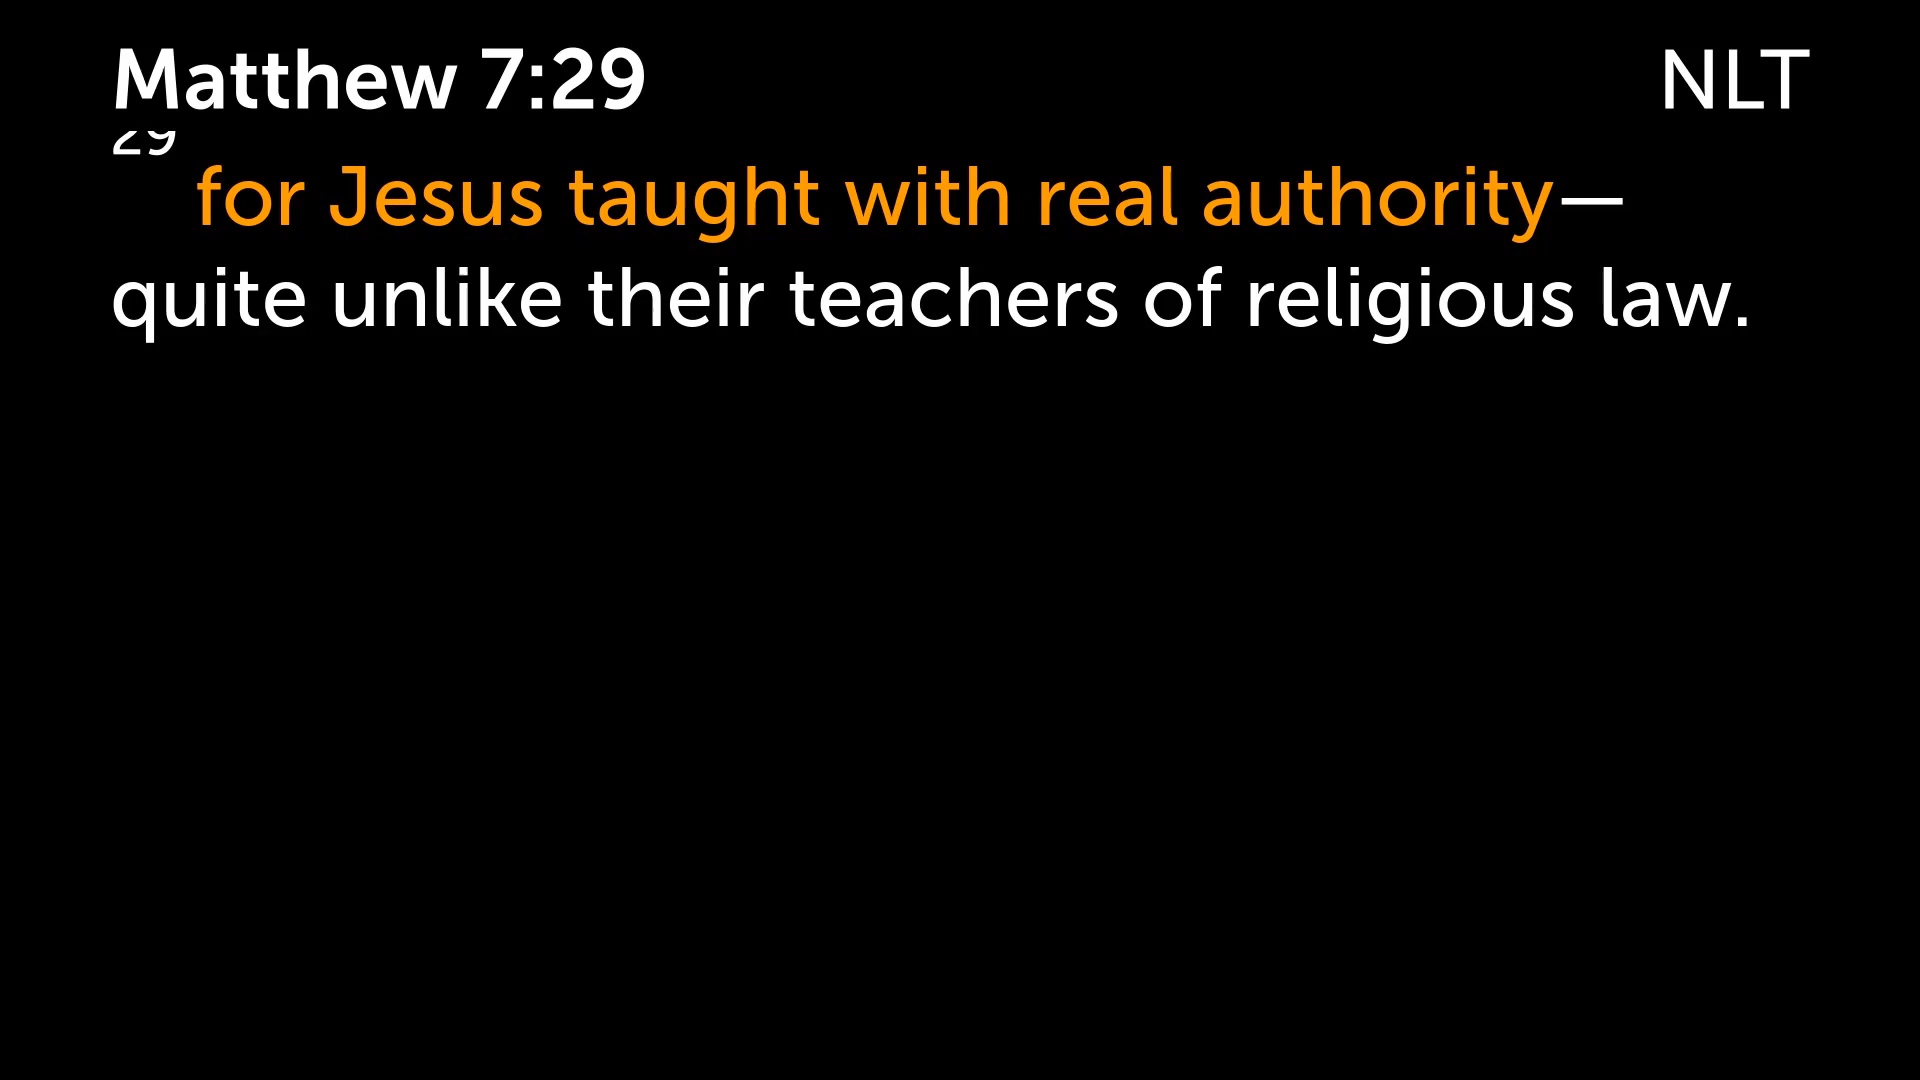 Matthew 7:29 NLT
29 for Jesus taught with real authority—
quite unlike their teachers of religious law.